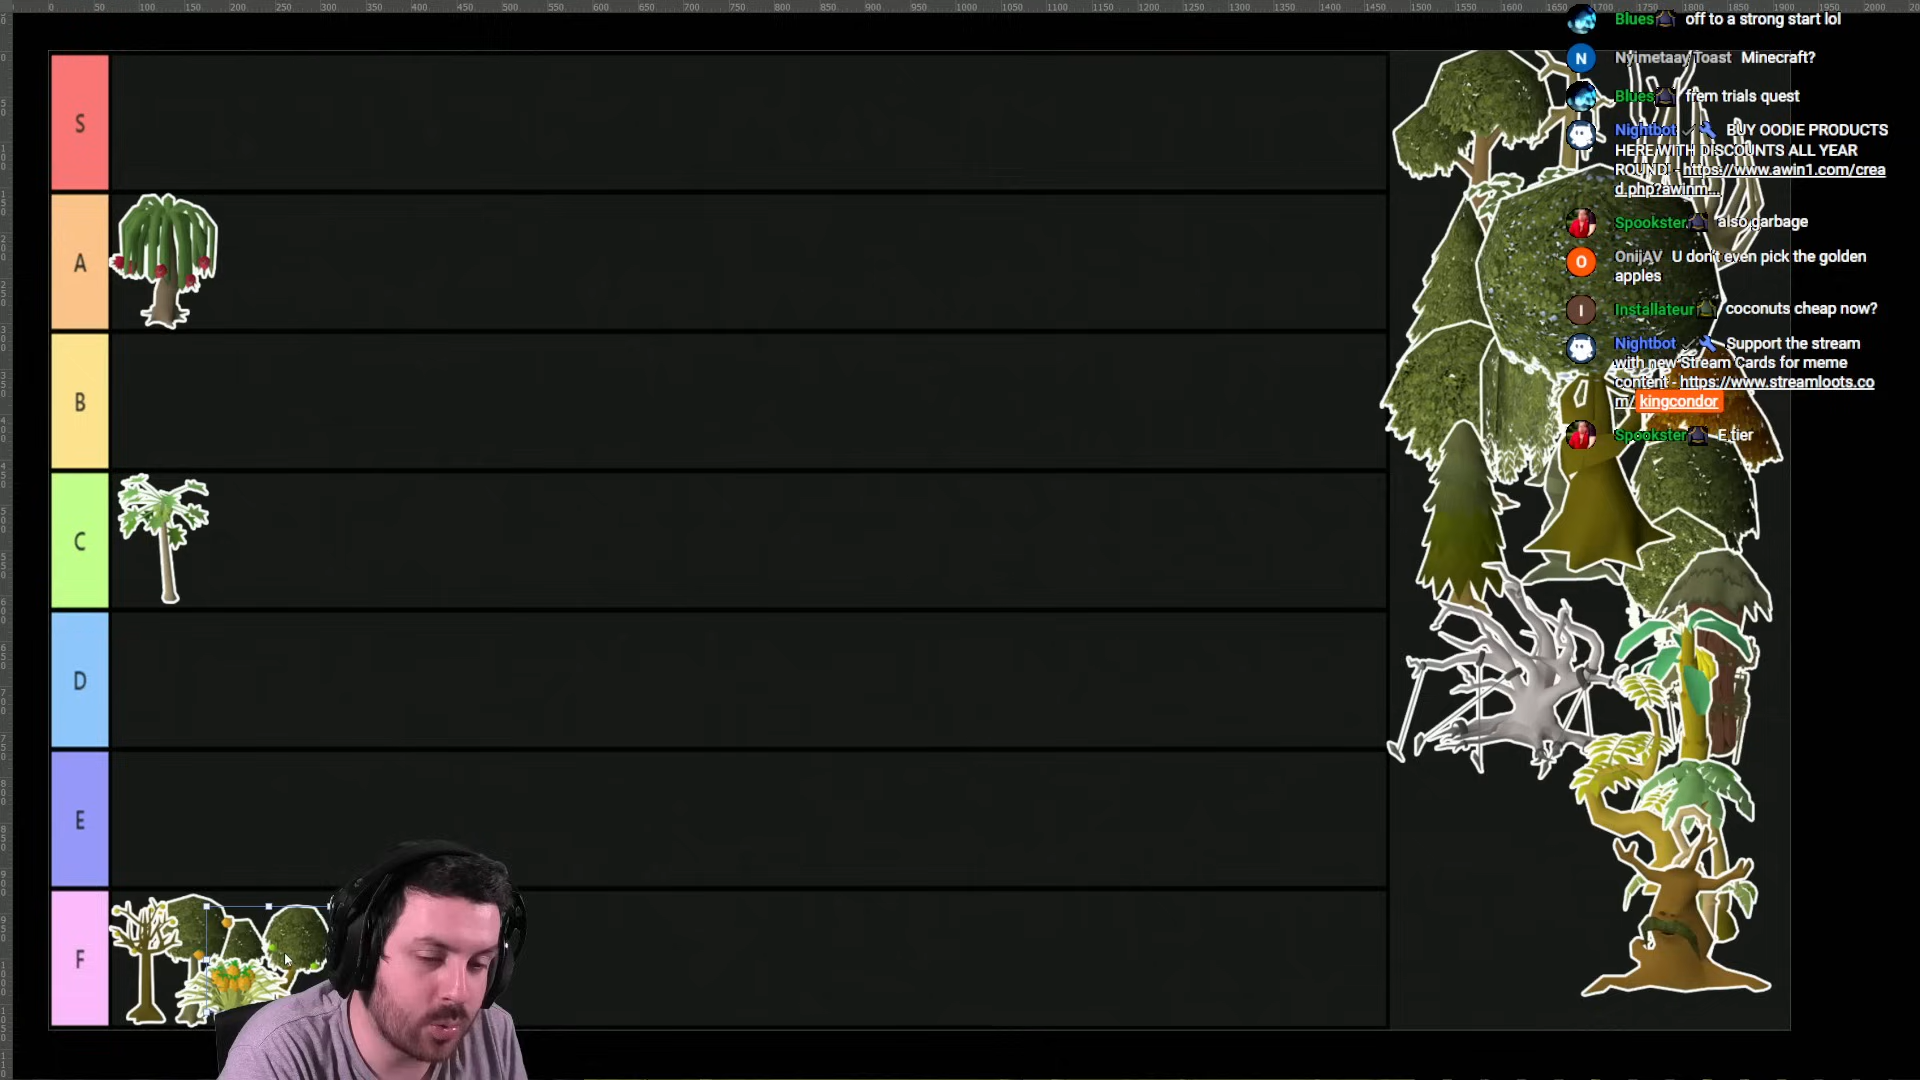 S
A
B
C
D
E
F
Blues off to a strong start lol
Nyimetaay Toast Minecraft?
Blues frem trials quest
Nightbot BUY OODIE PRODUCTS
HERE WITH DISCOUNTS ALL YEAR
ROUND! - https://www.awin1.com/crea
d.php?awinm...
Spookster also garbage
OnijAV U don't even pick the golden
apples
Installateur coconuts cheap now?
Nightbot Support the stream
with new Stream Cards for meme
content - https://www.streamloots.co
m/ kingcondor
Spookster E tier
N
O
I